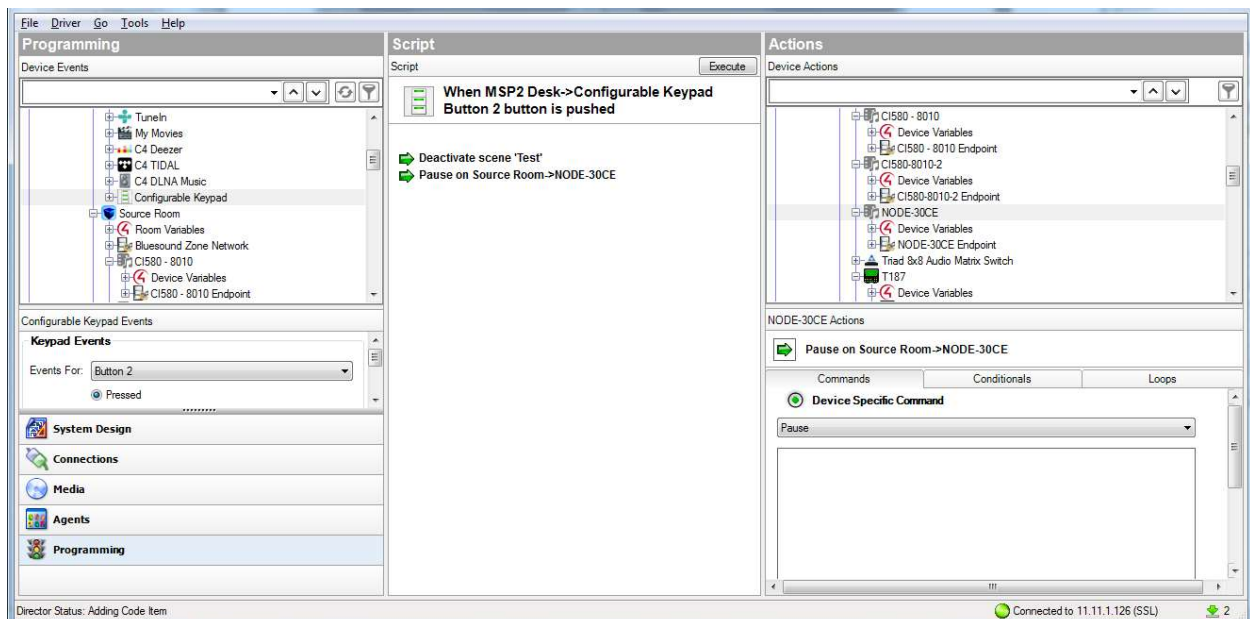 File Driver Go Tools Help
Programming
Device Events
TuneIn
My Movies
C4 Deezer
C4 TIDAL
C4 DLNA Music
Configurable Keypad
Source Room
Room Variables
Bluesound Zone Network
CI580 - 8010
Device Variables
CI580 - 8010 Endpoint
Configurable Keypad Events
Keypad Events
Events For: Button 2
Pressed
System Design
Connections
Media
Agents
Programming
Script
Script Execute
When MSP2 Desk->Configurable Keypad
Button 2 button is pushed
Deactivate scene 'Test'
Pause on Source Room->NODE-30CE
Actions
Device Actions
CI580 - 8010
Device Variables
CI580 - 8010 Endpoint
CI580-8010-2
Device Variables
CI580-8010-2 Endpoint
NODE-30CE
Device Variables
NODE-30CE Endpoint
Triad 8x8 Audio Matrix Switch
T187
Device Variables
NODE-30CE Actions
Pause on Source Room->NODE-30CE
Commands Conditionals Loops
Device Specific Command
Pause
Director Status: Adding Code Item
Connected to 11.11.1.126 (SSL) 2